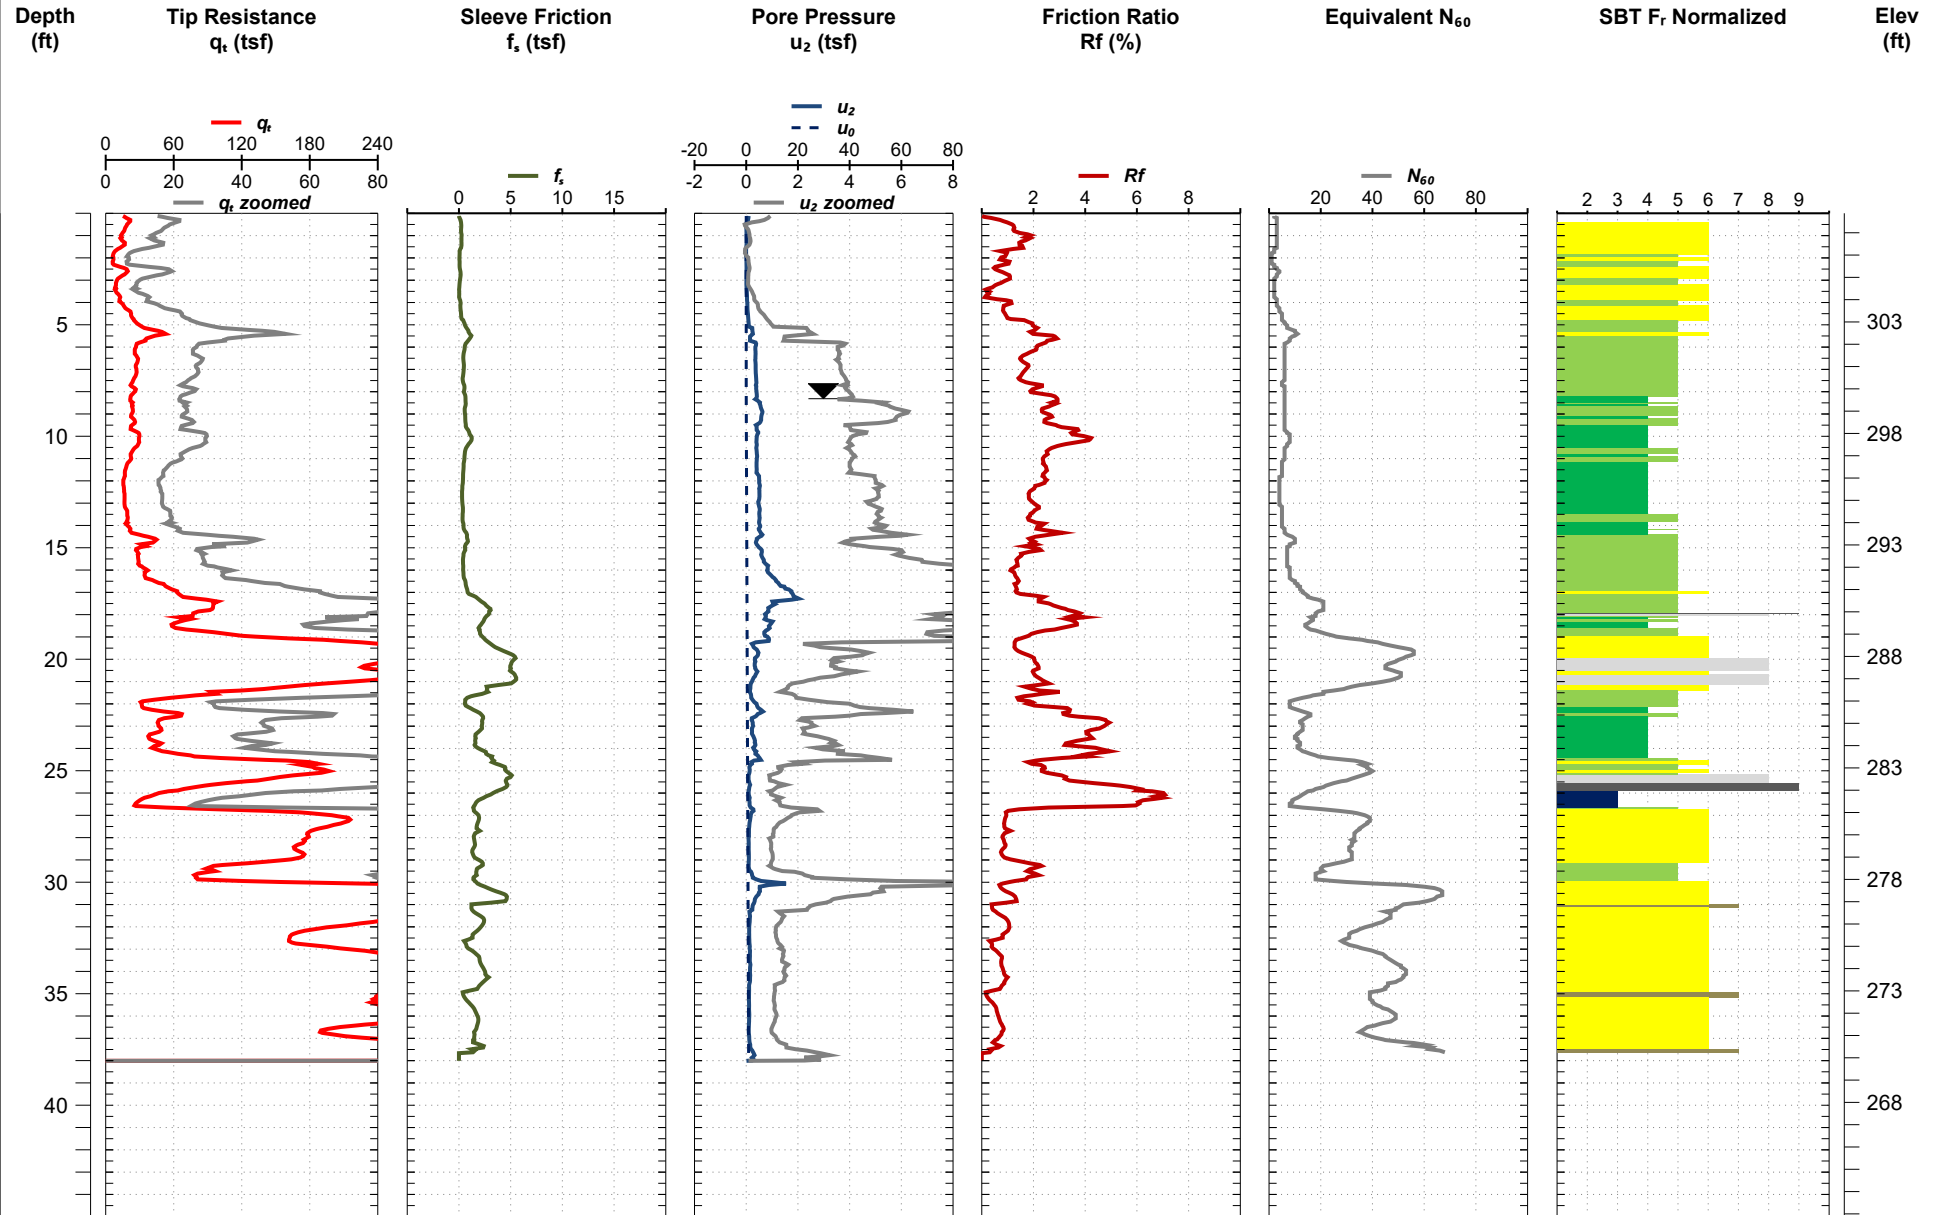 Depth Tip Resistance Sleeve Friction Pore Pressure Friction Ratio Equivalent N₆₀ SBT Fᵣ Normalized Elev
(ft) qₜ (tsf) fₛ (tsf) u₂ (tsf) Rf (%) (ft)
u₂
qₜ u₀
0 60 120 180 240 -20 0 20 40 60 80
0 20 40 60 80 fₛ -2 0 2 4 6 8 Rf N₆₀
qₜ zoomed 0 5 10 15 u₂ zoomed 2 4 6 8 20 40 60 80 2 3 4 5 6 7 8 9
5 303
10 298
15 293
20 288
25 283
30 278
35 273
40 268